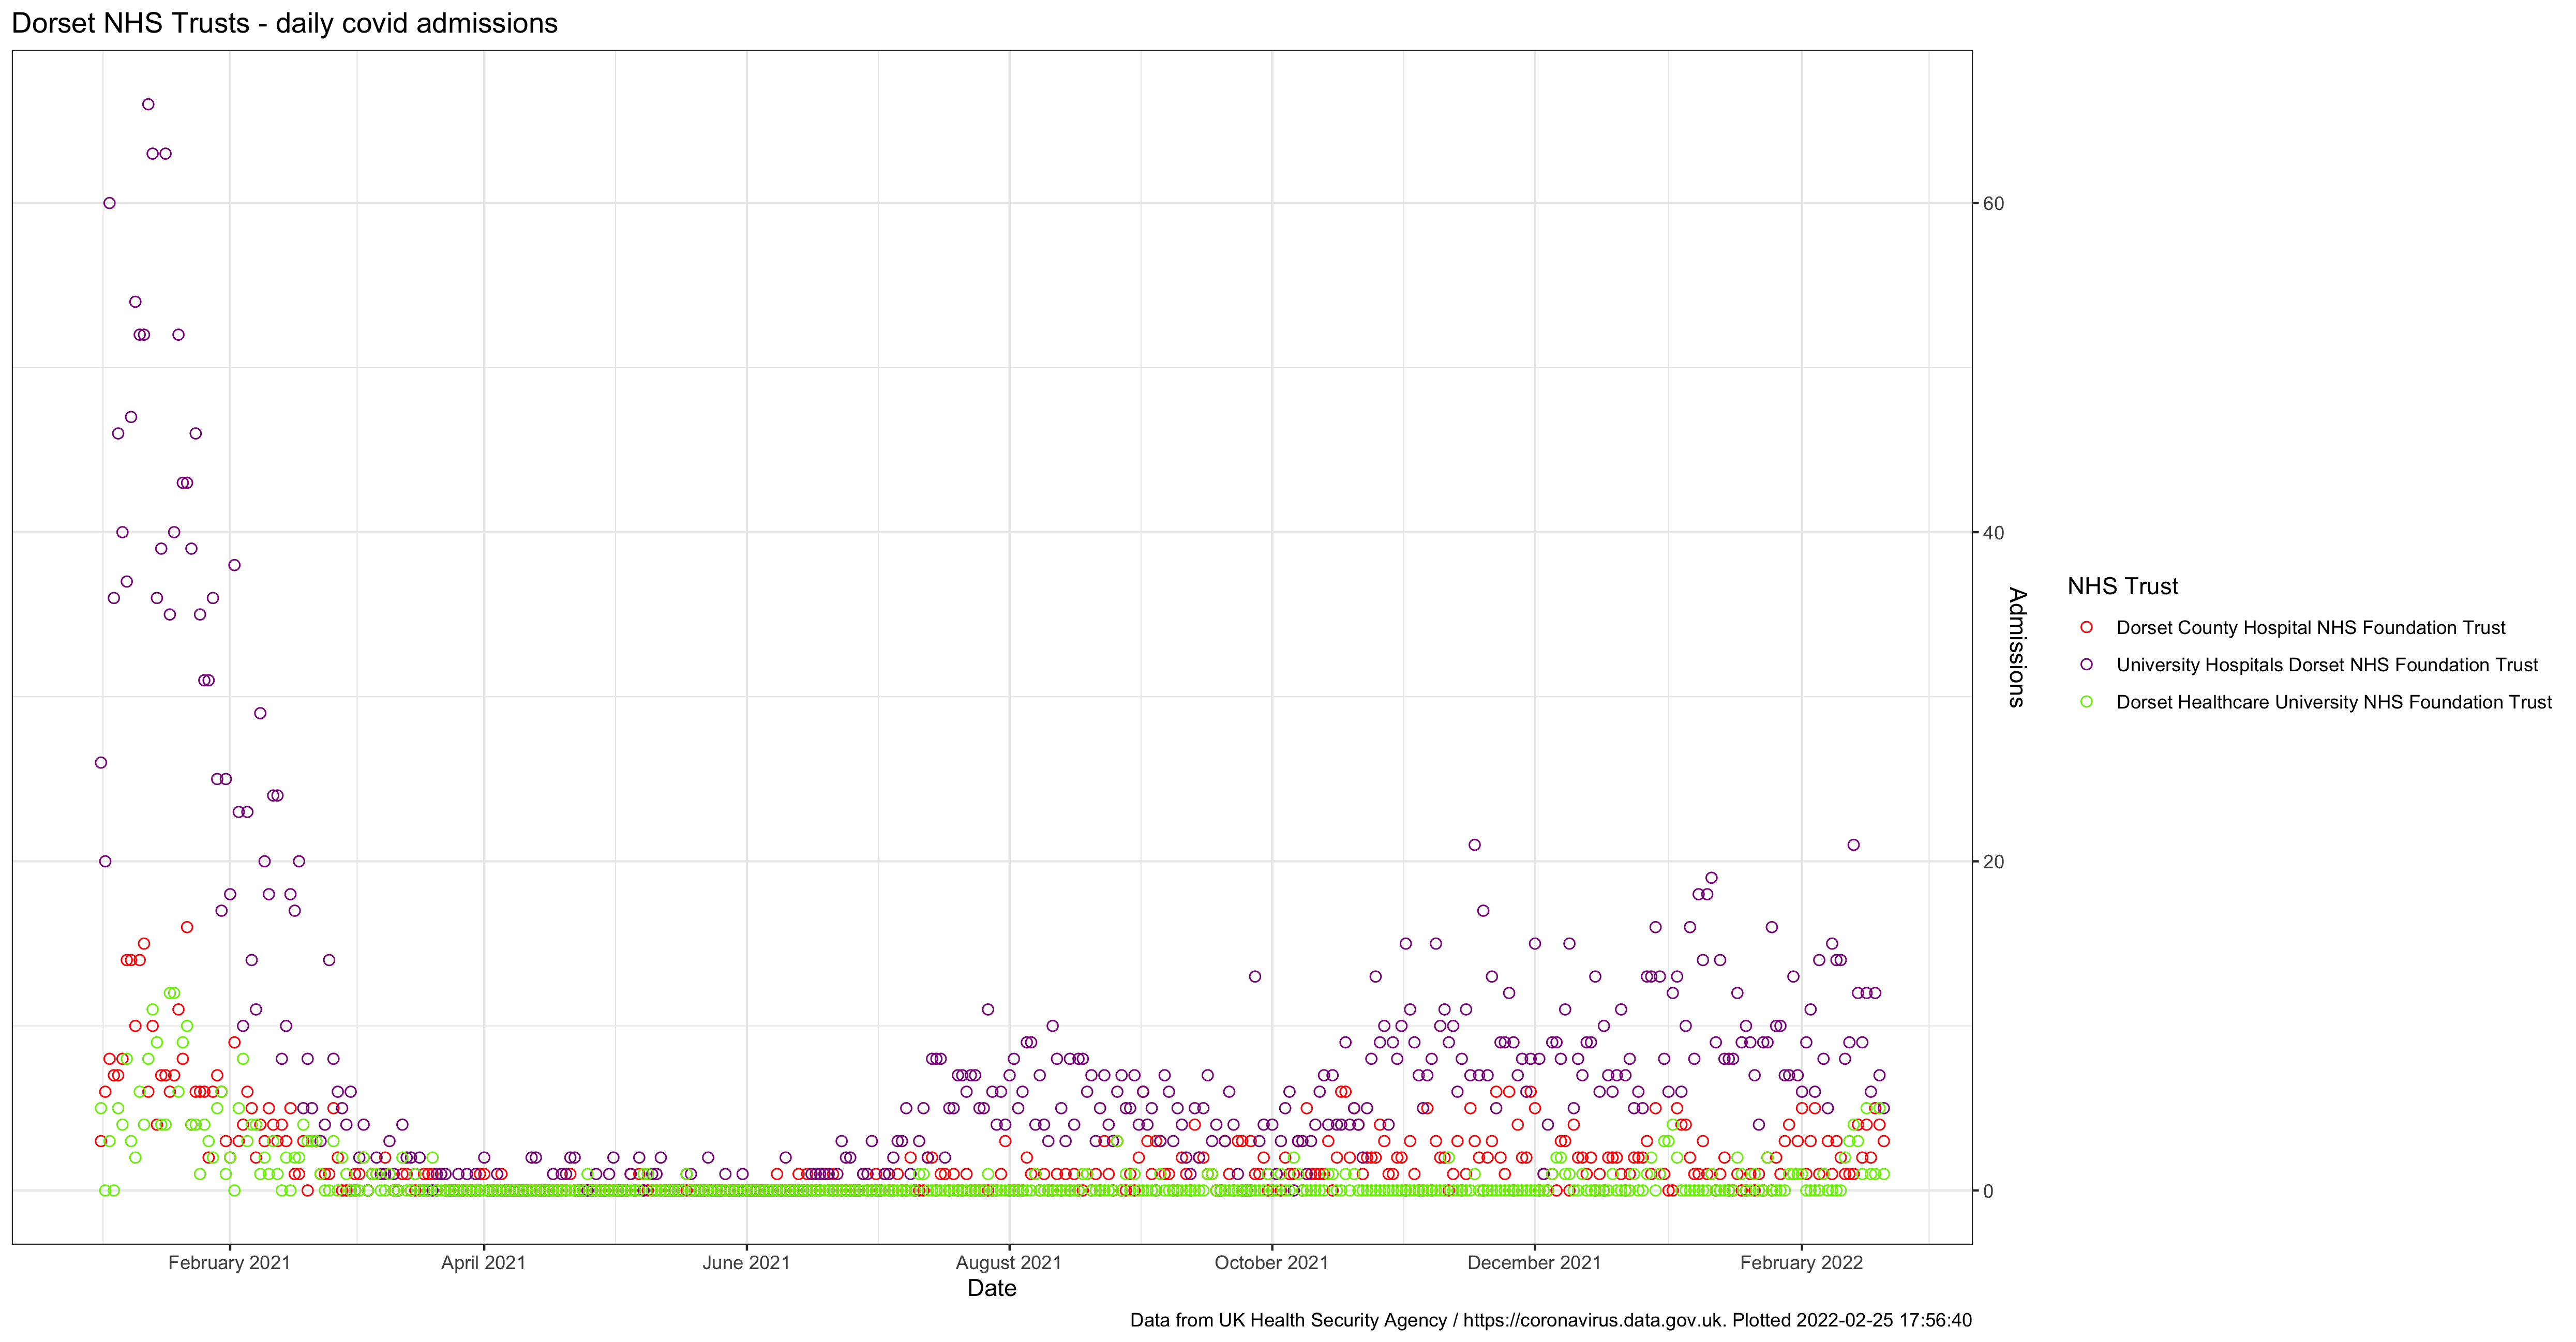 Dorset NHS Trusts - daily covid admissions
60
40
20
0
Admissions
NHS Trust
Dorset County Hospital NHS Foundation Trust
University Hospitals Dorset NHS Foundation Trust
Dorset Healthcare University NHS Foundation Trust
February 2021
April 2021
June 2021
August 2021
October 2021
December 2021
February 2022
Date
Data from UK Health Security Agency / https://coronavirus.data.gov.uk. Plotted 2022-02-25 17:56:40